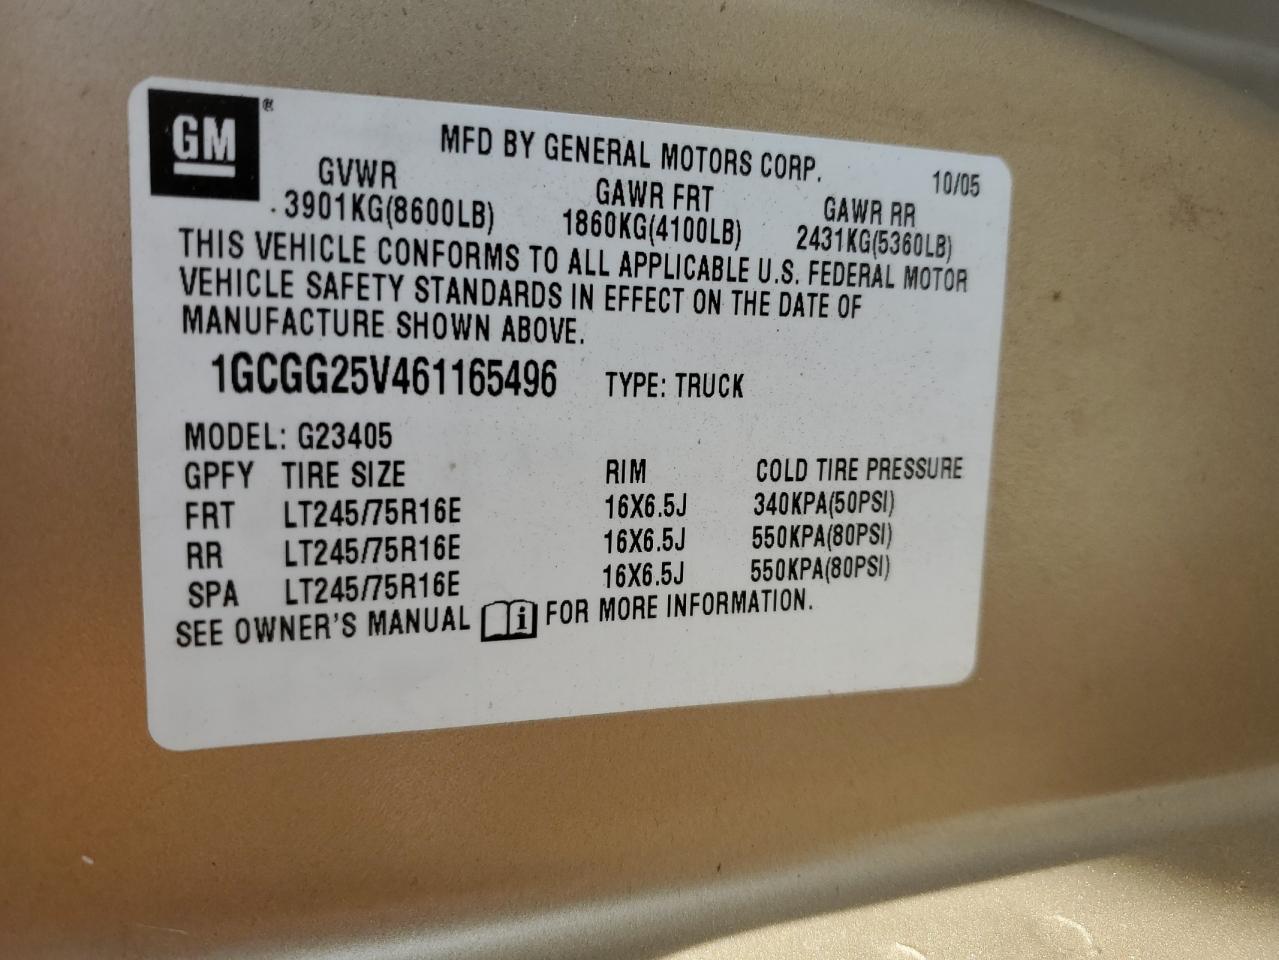 GM®
MFD BY GENERAL MOTORS CORP.
10/05
GVWR GAWR FRT GAWR RR
3901KG(8600LB) 1860KG(4100LB) 2431KG(5360LB)
THIS VEHICLE CONFORMS TO ALL APPLICABLE U.S. FEDERAL MOTOR
VEHICLE SAFETY STANDARDS IN EFFECT ON THE DATE OF
MANUFACTURE SHOWN ABOVE.
1GCGG25V461165496 TYPE: TRUCK
MODEL: G23405
GPFY TIRE SIZE RIM COLD TIRE PRESSURE
FRT LT245/75R16E 16X6.5J 340KPA(50PSI)
RR LT245/75R16E 16X6.5J 550KPA(80PSI)
SPA LT245/75R16E 16X6.5J 550KPA(80PSI)
SEE OWNER'S MANUAL i FOR MORE INFORMATION.